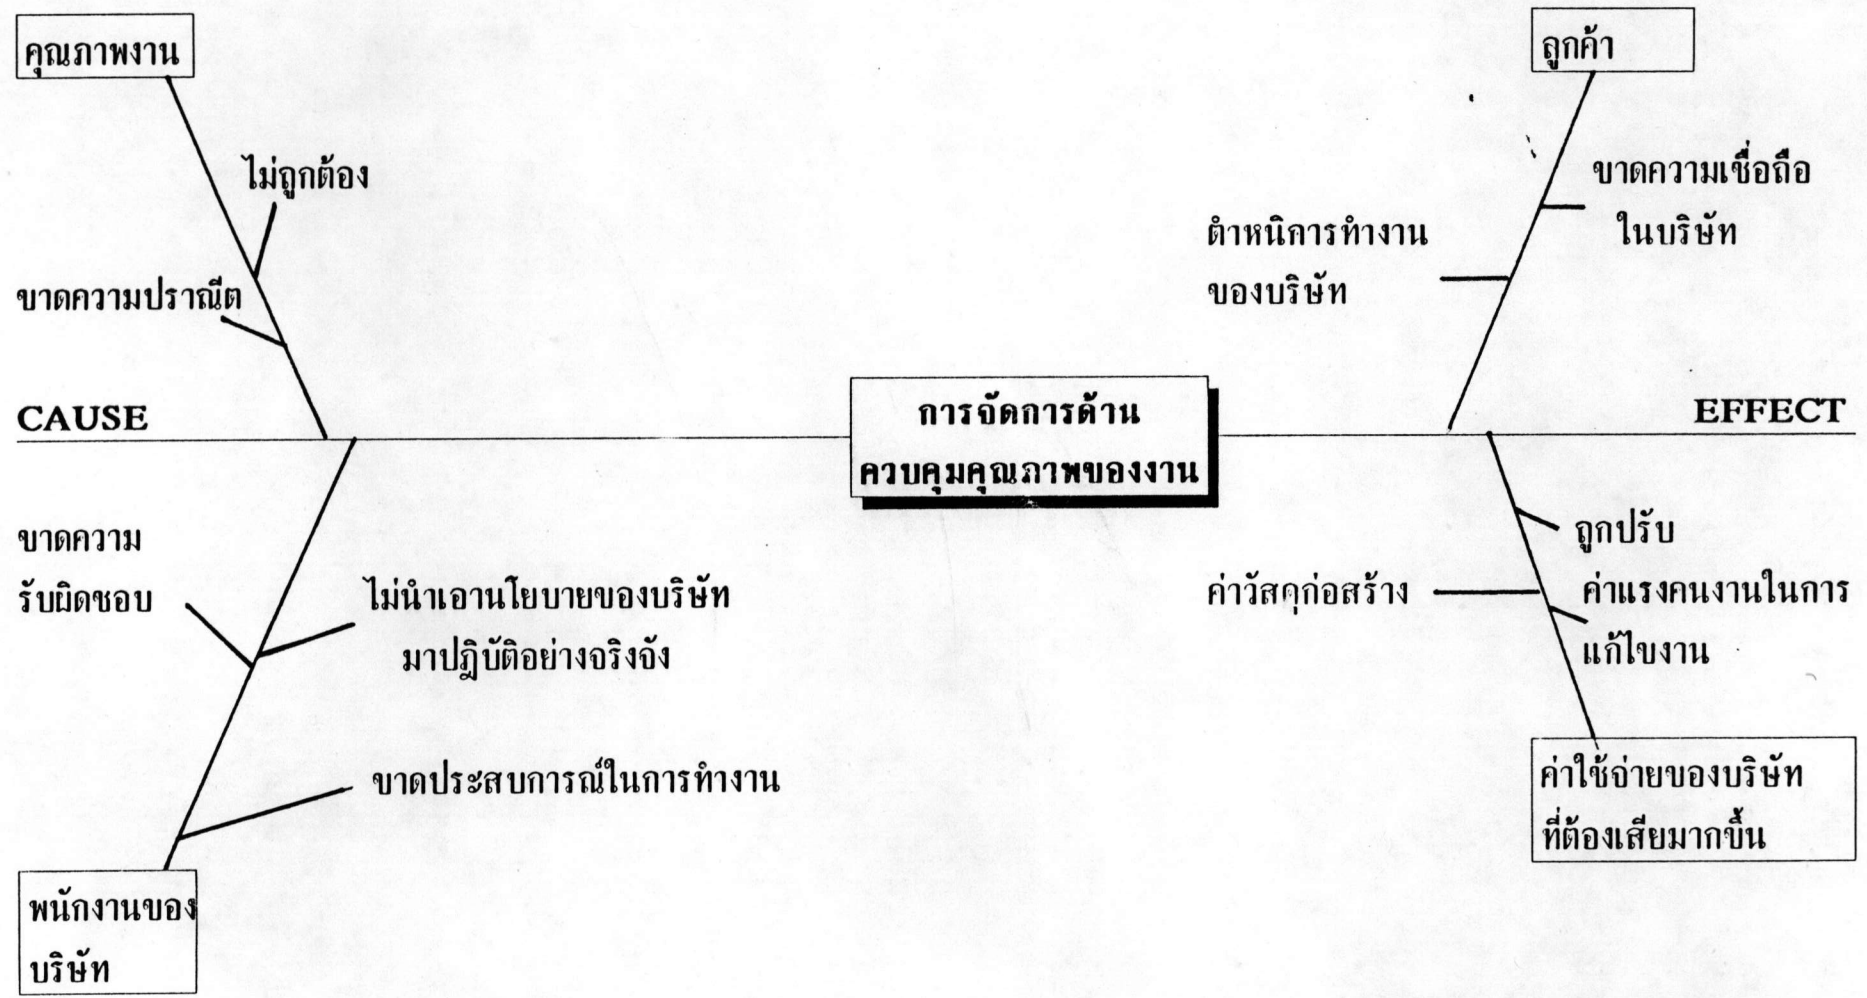 คุณภาพงาน
ลูกค้า
ไม่ถูกต้อง
ขาดความเชื่อถือ
ในบริษัท
ตำหนิการทำงาน
ของบริษัท
ขาดความปราณีต
CAUSE
การจัดการด้าน
ควบคุมคุณภาพของงาน
EFFECT
ขาดความ
รับผิดชอบ
ไม่นำเอานโยบายของบริษัท
มาปฎิบัติอย่างจริงจัง
ขาดประสบการณ์ในการทำงาน
พนักงานของ
บริษัท
ถูกปรับ
ค่าวัสดุก่อสร้าง
ค่าแรงคนงานในการ
แก้ไขงาน
ค่าใช้จ่ายของบริษัท
ที่ต้องเสียมากขึ้น